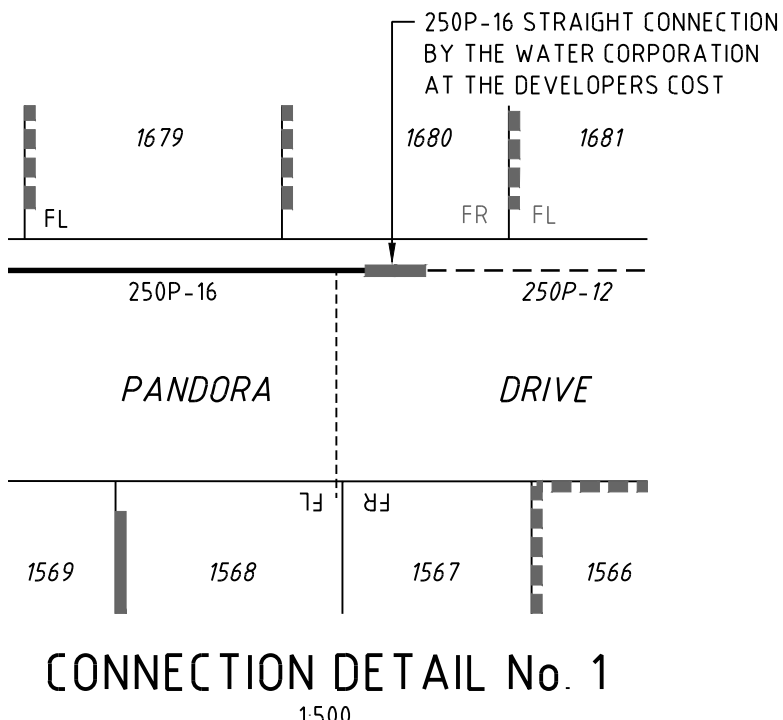 250P-16 STRAIGHT CONNECTION
BY THE WATER CORPORATION
AT THE DEVELOPERS COST
1679
1680
1681
FL
FR
FL
250P-16
250P-12
PANDORA DRIVE
FL
FR
1569
1568
1567
1566
CONNECTION DETAIL No. 1
1:500